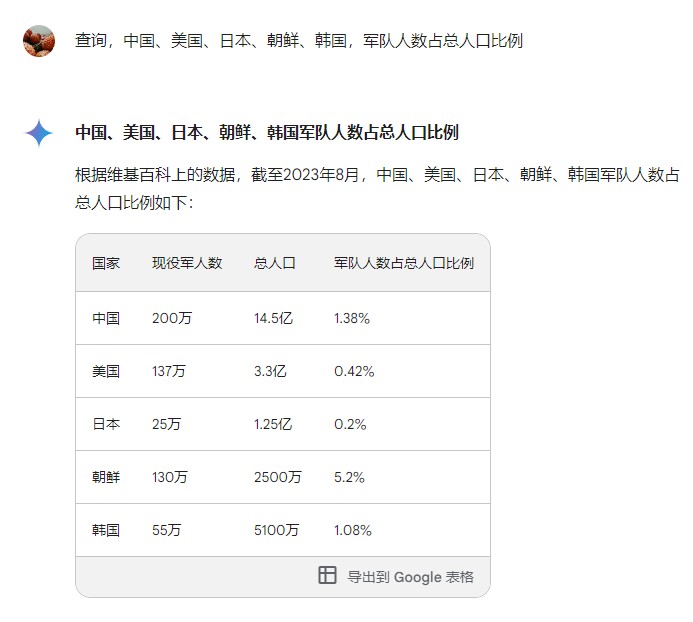 查询，中国、美国、日本、朝鲜、韩国，军队人数占总人口比例
中国、美国、日本、朝鲜、韩国军队人数占总人口比例
根据维基百科上的数据，截至2023年8月，中国、美国、日本、朝鲜、韩国军队人数占
总人口比例如下：
国家 现役军人数 总人口 军队人数占总人口比例
中国 200万 14.5亿 1.38%
美国 137万 3.3亿 0.42%
日本 25万 1.25亿 0.2%
朝鲜 130万 2500万 5.2%
韩国 55万 5100万 1.08%
导出到 Google 表格